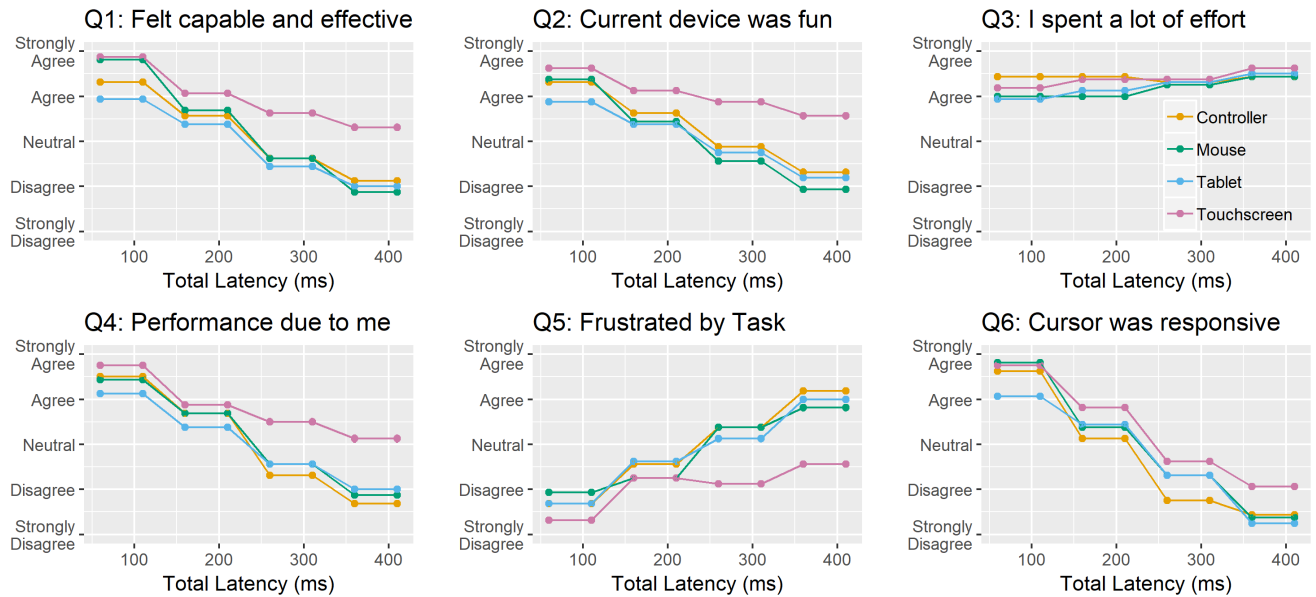 Q1: Felt capable and effective
Strongly
Agree
Agree
Neutral
Disagree
Strongly
Disagree
100 200 300 400
Total Latency (ms)
Q2: Current device was fun
Strongly
Agree
Agree
Neutral
Disagree
Strongly
Disagree
100 200 300 400
Total Latency (ms)
Q3: I spent a lot of effort
Strongly
Agree
Agree
Neutral
Disagree
Strongly
Disagree
Controller
Mouse
Tablet
Touchscreen
100 200 300 400
Total Latency (ms)
Q4: Performance due to me
Strongly
Agree
Agree
Neutral
Disagree
Strongly
Disagree
100 200 300 400
Total Latency (ms)
Q5: Frustrated by Task
Strongly
Agree
Agree
Neutral
Disagree
Strongly
Disagree
100 200 300 400
Total Latency (ms)
Q6: Cursor was responsive
Strongly
Agree
Agree
Neutral
Disagree
Strongly
Disagree
100 200 300 400
Total Latency (ms)